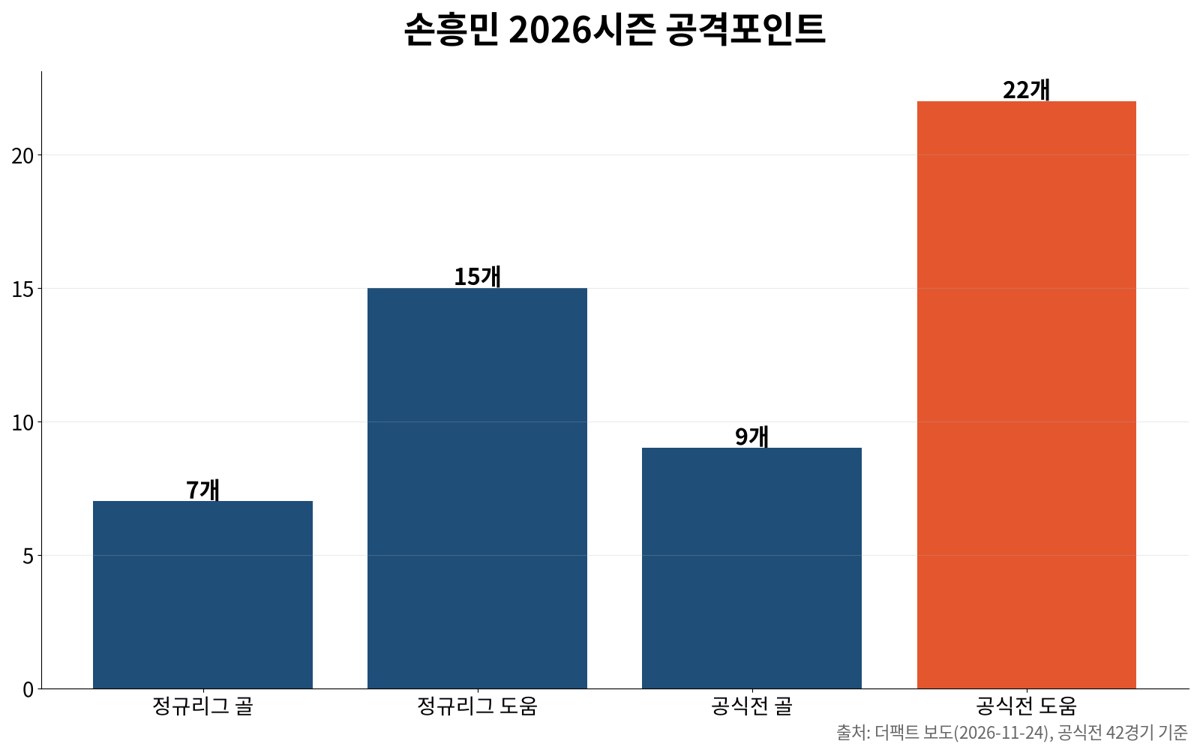 손흥민 2026시즌 공격포인트
22개
20
15개
15
10
9개
7개
5
0
정규리그 골
정규리그 도움
공식전 골
공식전 도움
출처: 더팩트 보도(2026-11-24), 공식전 42경기 기준